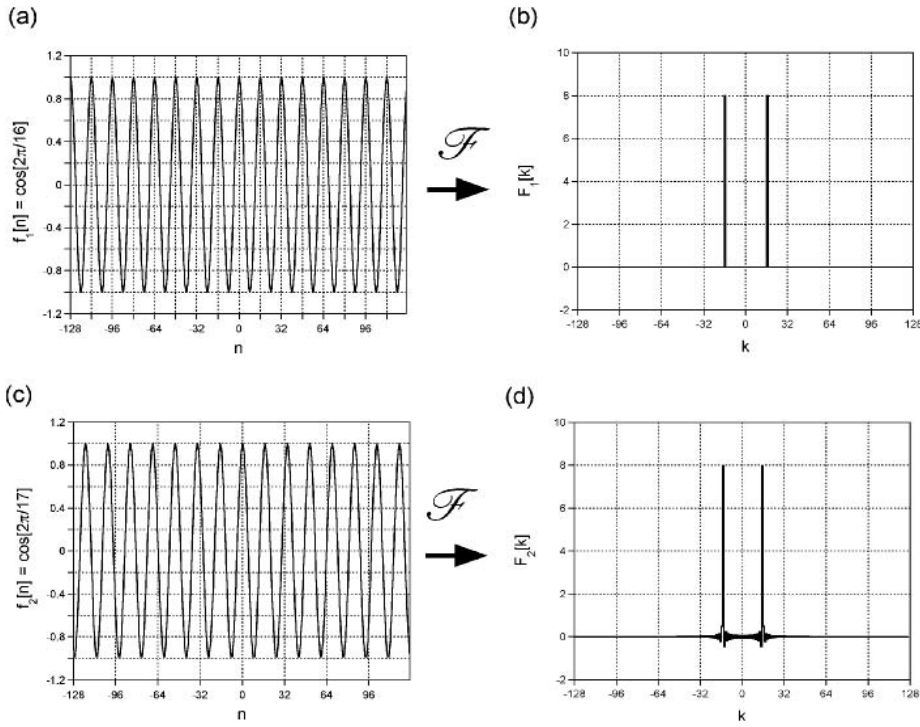 (a)
f₁[n] = cos[2π/16]
1.2
0.8
0.4
0
-0.4
-0.8
-1.2
-128 -96 -64 -32 0 32 64 96
n
ℱ
(b)
F₁[k]
10
8
6
4
2
0
-2
-128 -96 -64 -32 0 32 64 96 128
k
(c)
f₂[n] = cos[2π/17]
1.2
0.8
0.4
0
-0.4
-0.8
-1.2
-128 -96 -64 -32 0 32 64 96
n
ℱ
(d)
F₂[k]
10
8
6
4
2
0
-2
-128 -96 -64 -32 0 32 64 96 128
k